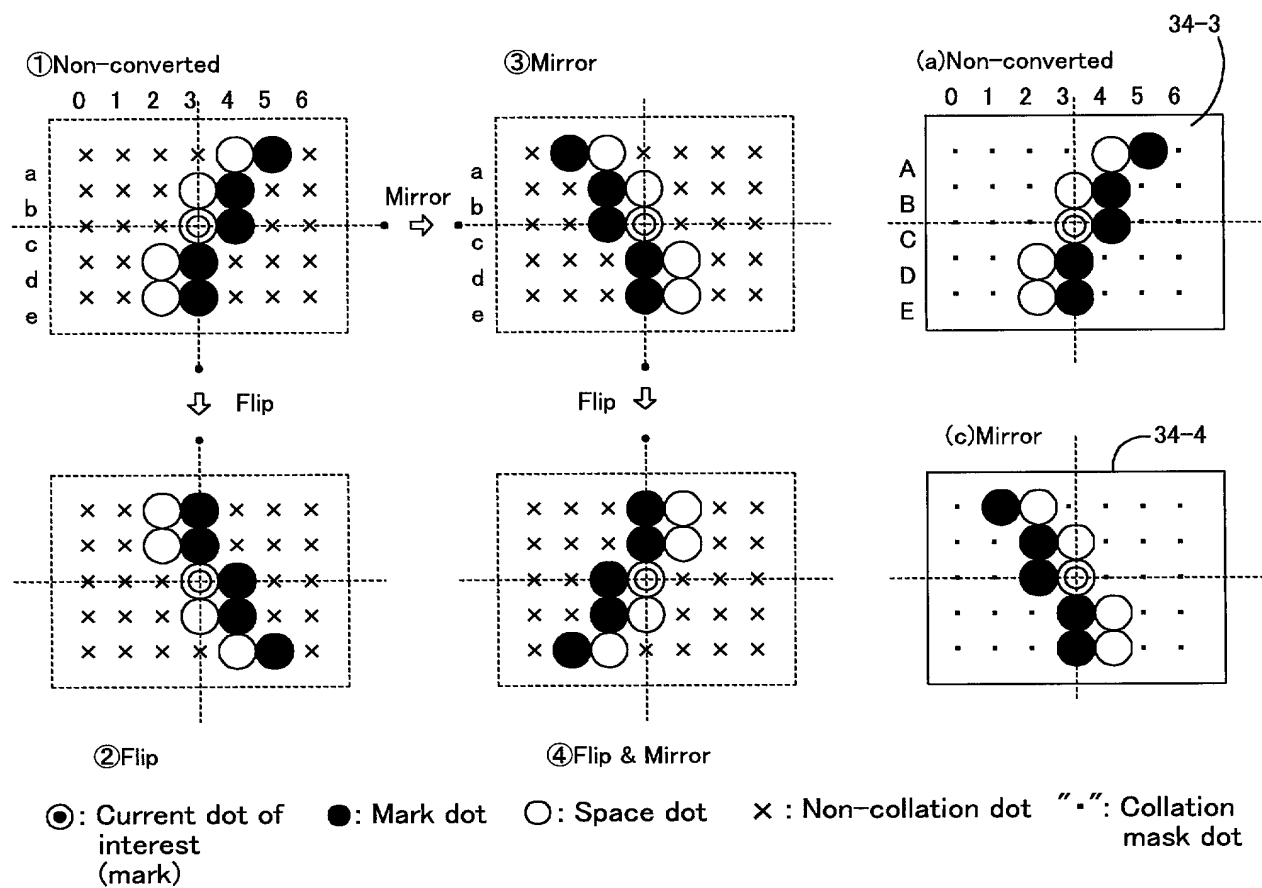 34-3
①Non-converted
③Mirror
(a)Non-converted
0 1 2 3 4 5 6
0 1 2 3 4 5 6
a
b
c
d
e
Mirror
a
b
c
d
e
A
B
C
D
E
Flip
Flip
(c)Mirror
34-4
②Flip
④Flip & Mirror
◎: Current dot of
interest
(mark)
●: Mark dot
○: Space dot
×: Non-collation dot
"･": Collation
mask dot